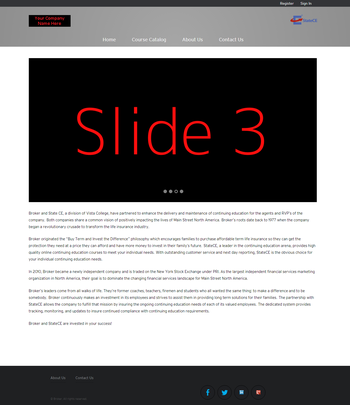 Register Sign In
Your Company
Name Here
StateCE
Home Course Catalog About Us Contact Us
Slide 3
Broker and State CE, a division of Vista College, have partnered to enhance the delivery and maintenance of continuing education for the agents and RVP's of the
company. Both companies share a common vision of positively impacting the lives of Main Street North America. Broker's roots date back to 1977 when the company
began a revolutionary crusade to transform the life insurance industry.
Broker originated the "Buy Term and Invest the Difference" philosophy which encourages families to purchase affordable term life insurance so they can get the
protection they need at a price they can afford and have more money to invest in their family's future. StateCE, a leader in the continuing education arena, provides high
quality online continuing education courses to meet your individual needs. With outstanding customer service and next day reporting, StateCE is the obvious choice for
your individual continuing education needs.
In 2010, Broker became a newly independent company and is traded on the New York Stock Exchange under PRI. As the largest independent financial services marketing
organization in North America, their goal is to dominate the changing financial services landscape for Main Street North America.
Broker's leaders come from all walks of life. They're former coaches, teachers, firemen and students who all wanted the same thing; to make a difference and to be
somebody. Broker continuously makes an investment in its employees and strives to assist them in providing long term solutions for their families. The partnership with
StateCE allows the company to fulfill that mission by insuring the ongoing continuing education needs of each of its valued employees. The dedicated system provides
tracking, monitoring, and updates to insure continued compliance with continuing education requirements.
Broker and StateCE are invested in your success!
About Us Contact Us